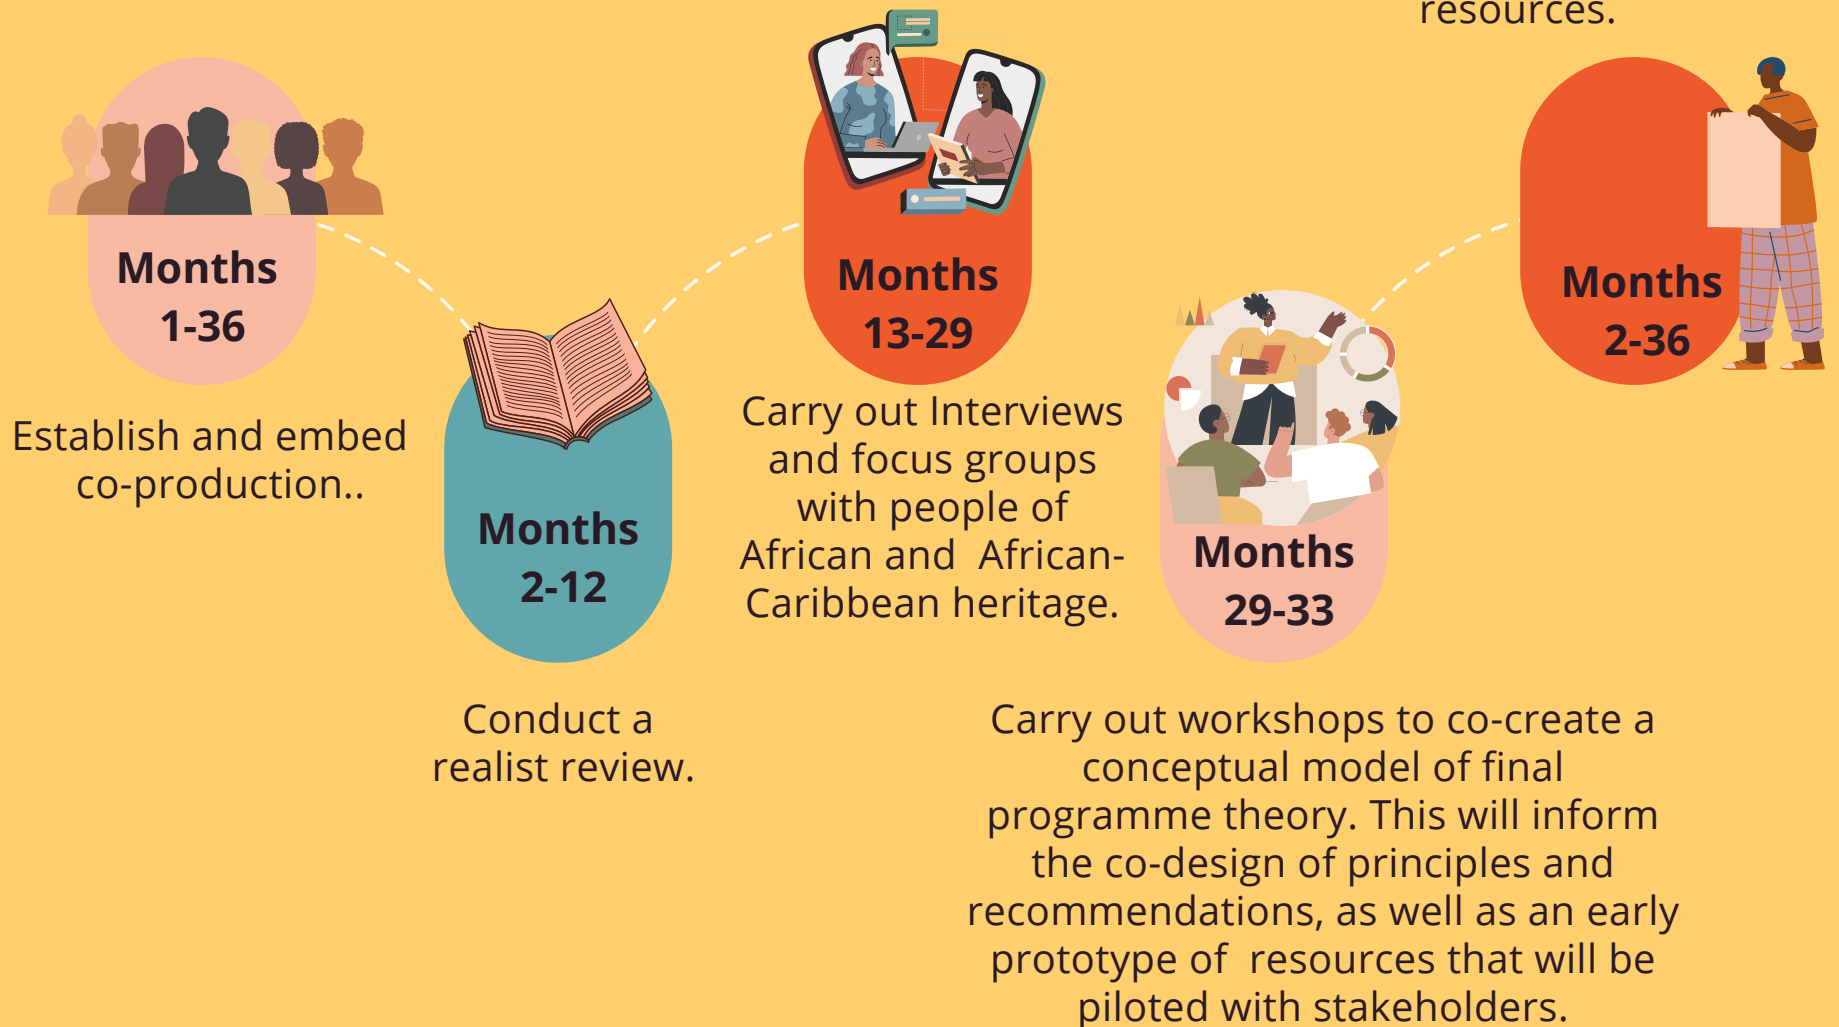 resources.
Months
1-36
Establish and embed
co-production..
Months
2-12
Conduct a
realist review.
Months
13-29
Carry out Interviews
and focus groups
with people of
African and  African-
Caribbean heritage.
Months
29-33
Carry out workshops to co-create a
conceptual model of final
programme theory. This will inform
the co-design of principles and
recommendations, as well as an early
prototype of  resources that will be
piloted with stakeholders.
Months
2-36